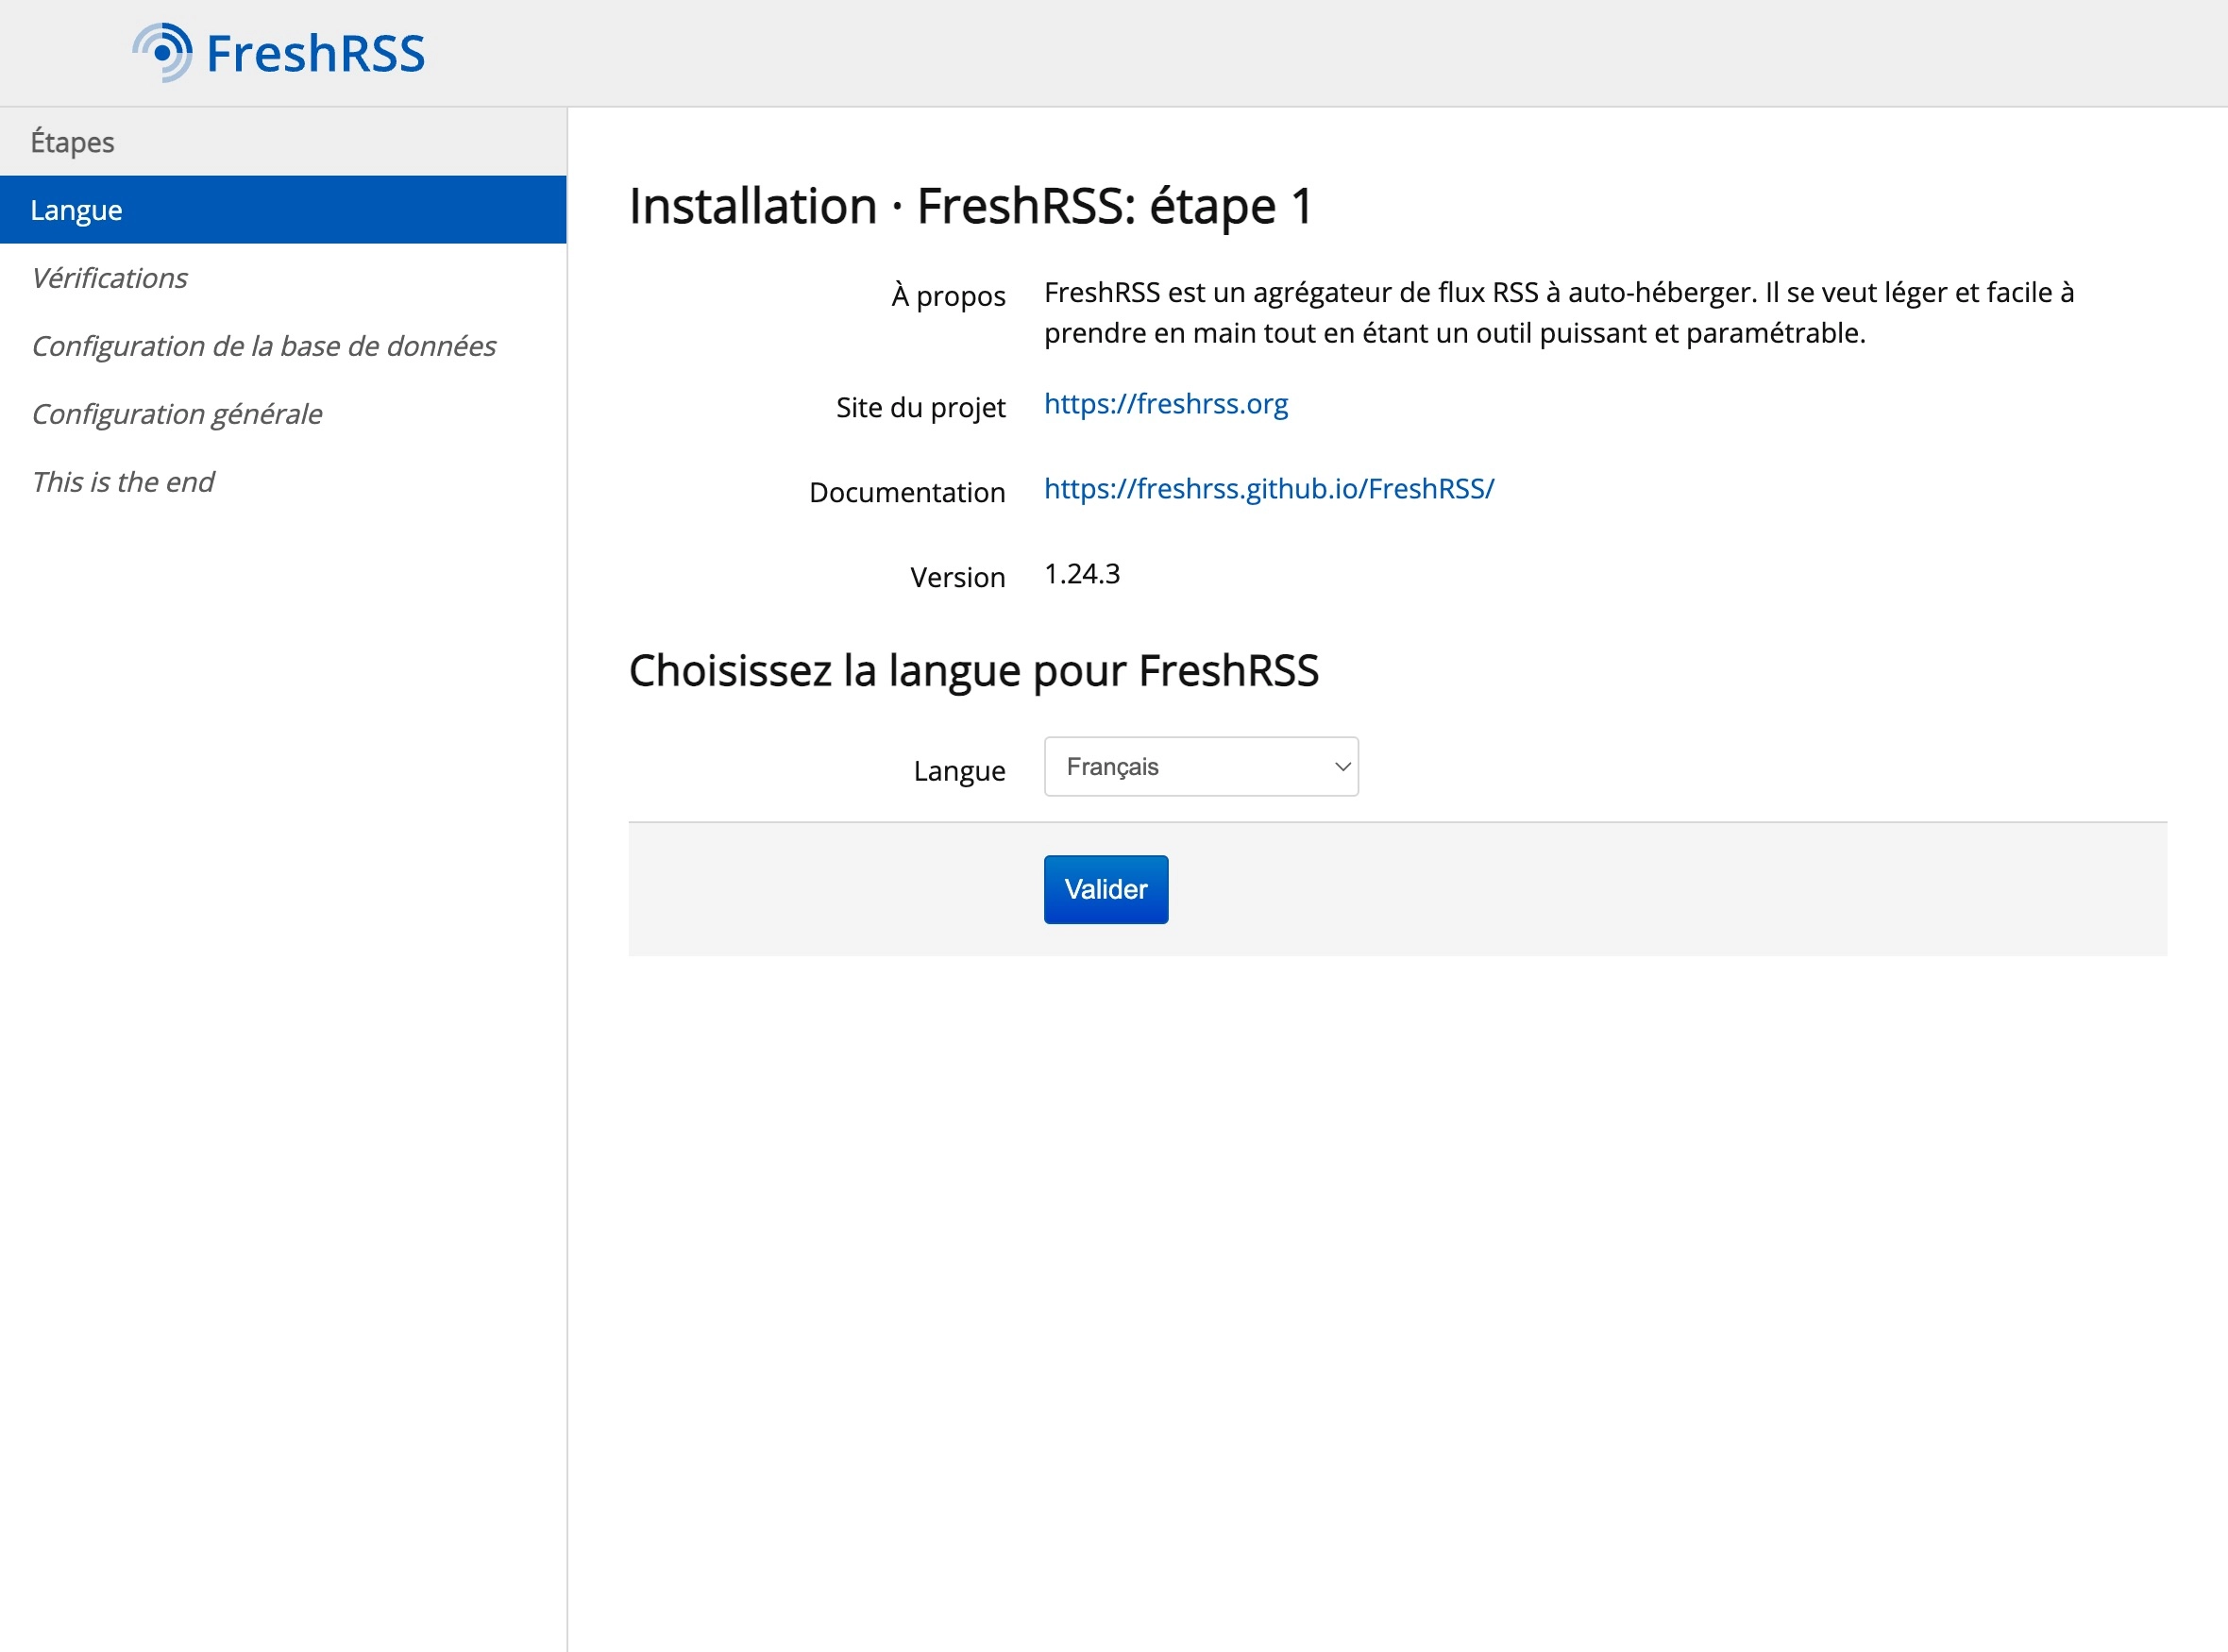 FreshRSS
Étapes
Langue
Vérifications
Configuration de la base de données
Configuration générale
This is the end
Installation · FreshRSS: étape 1
À propos
FreshRSS est un agrégateur de flux RSS à auto-héberger. Il se veut léger et facile à
prendre en main tout en étant un outil puissant et paramétrable.
Site du projet
https://freshrss.org
Documentation
https://freshrss.github.io/FreshRSS/
Version
1.24.3
Choisissez la langue pour FreshRSS
Langue
Français
Valider